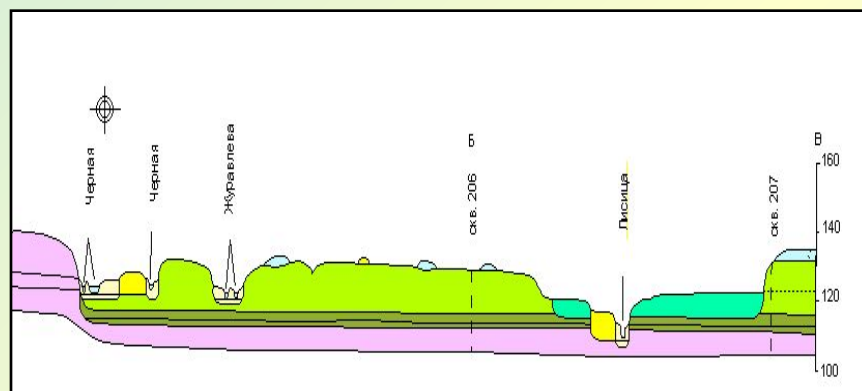 Черная
Черная
Журавлева
Б
скв. 206
Лисица
скв. 207
В
160
140
120
100